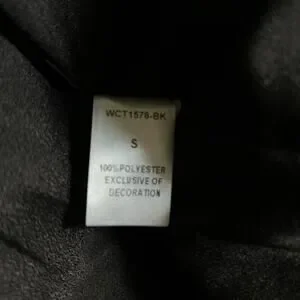 WCT1578-BK
S
100%POLYESTER
EXCLUSIVE OF
DECORATION